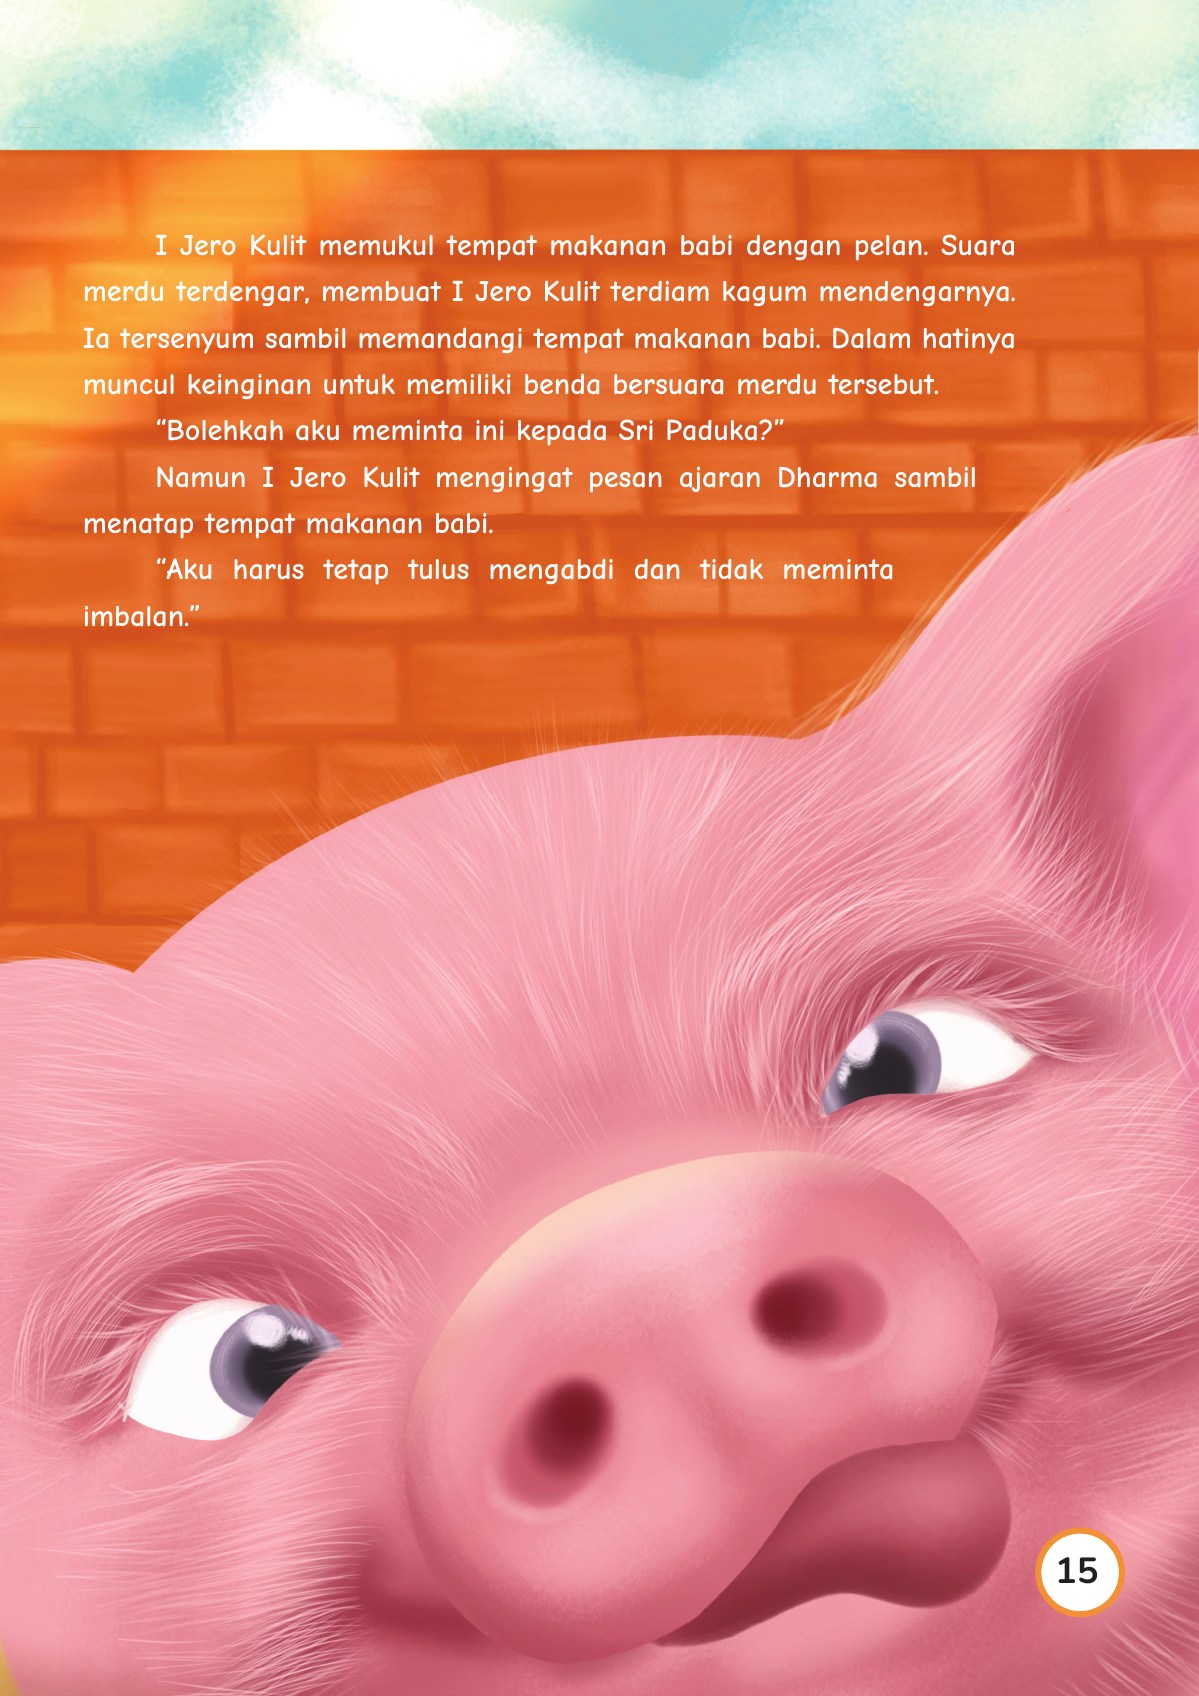 I Jero Kulit memukul tempat makanan babi dengan pelan. Suara
merdu terdengar, membuat I Jero Kulit terdiam kagum mendengarnya.
Ia tersenyum sambil memandangi tempat makanan babi. Dalam hatinya
muncul keinginan untuk memiliki benda bersuara merdu tersebut.
“Bolehkah aku meminta ini kepada Sri Paduka?”
Namun I Jero Kulit mengingat pesan ajaran Dharma sambil
menatap tempat makanan babi.
“Aku harus tetap tulus mengabdi dan tidak meminta
imbalan.”
15